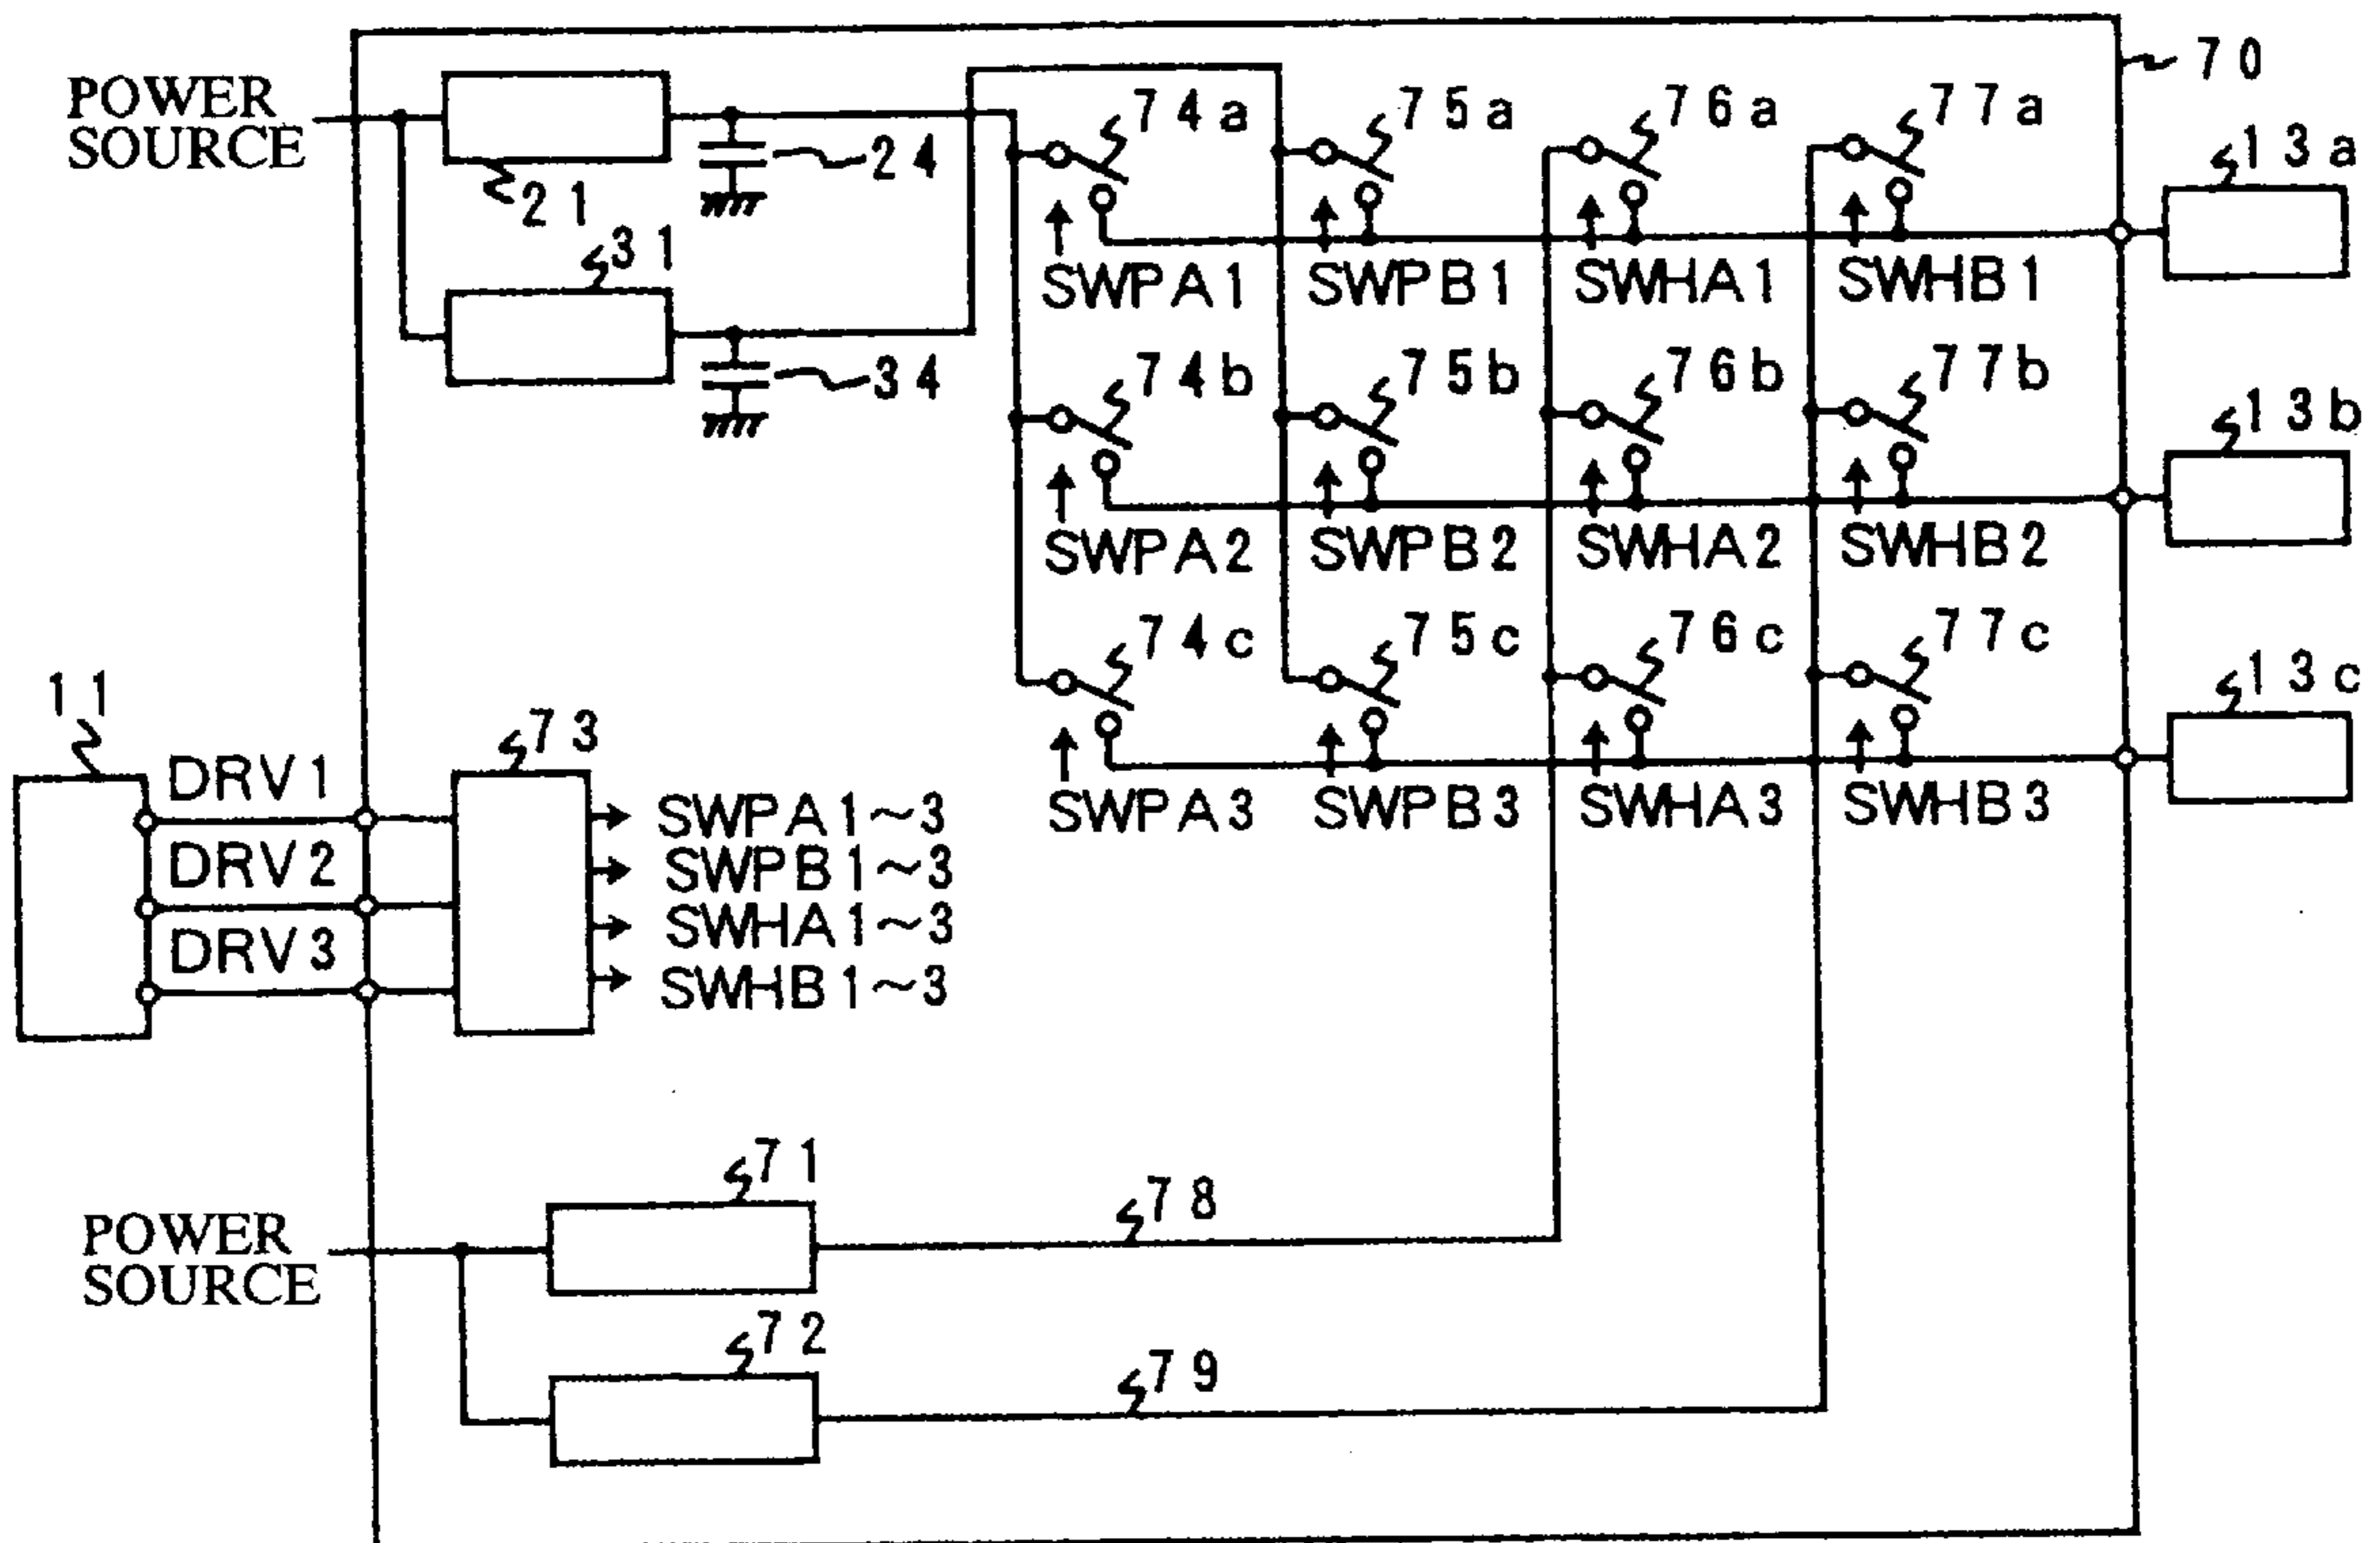 70
POWER
SOURCE
74a
75a
76a
77a
13a
24
21
31
SWPA1
SWPB1
SWHA1
SWHB1
34
74b
75b
76b
77b
13b
SWPA2
SWPB2
SWHA2
SWHB2
74c
75c
76c
77c
13c
11
73
DRV1
SWPA1~3
SWPA3
SWPB3
SWHA3
SWHB3
DRV2
SWPB1~3
SWHA1~3
DRV3
SWHB1~3
71
78
POWER
SOURCE
72
79